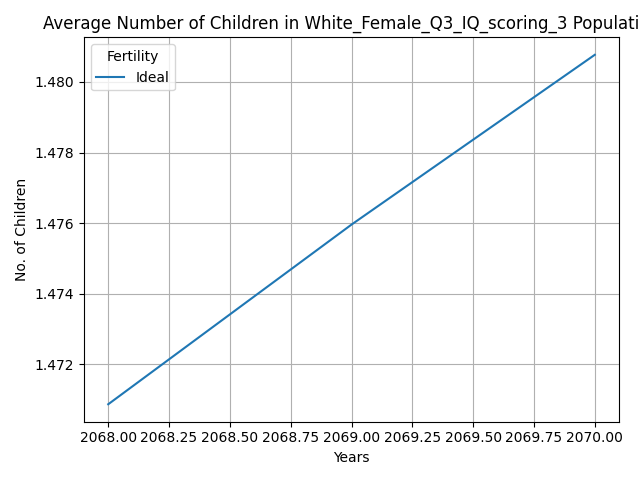 Average Number of Children in White_Female_Q3_IQ_scoring_3 Populati
Fertility
Ideal
1.480
1.478
1.476
1.474
1.472
No. of Children
2068.00 2068.25 2068.50 2068.75 2069.00 2069.25 2069.50 2069.75 2070.00
Years